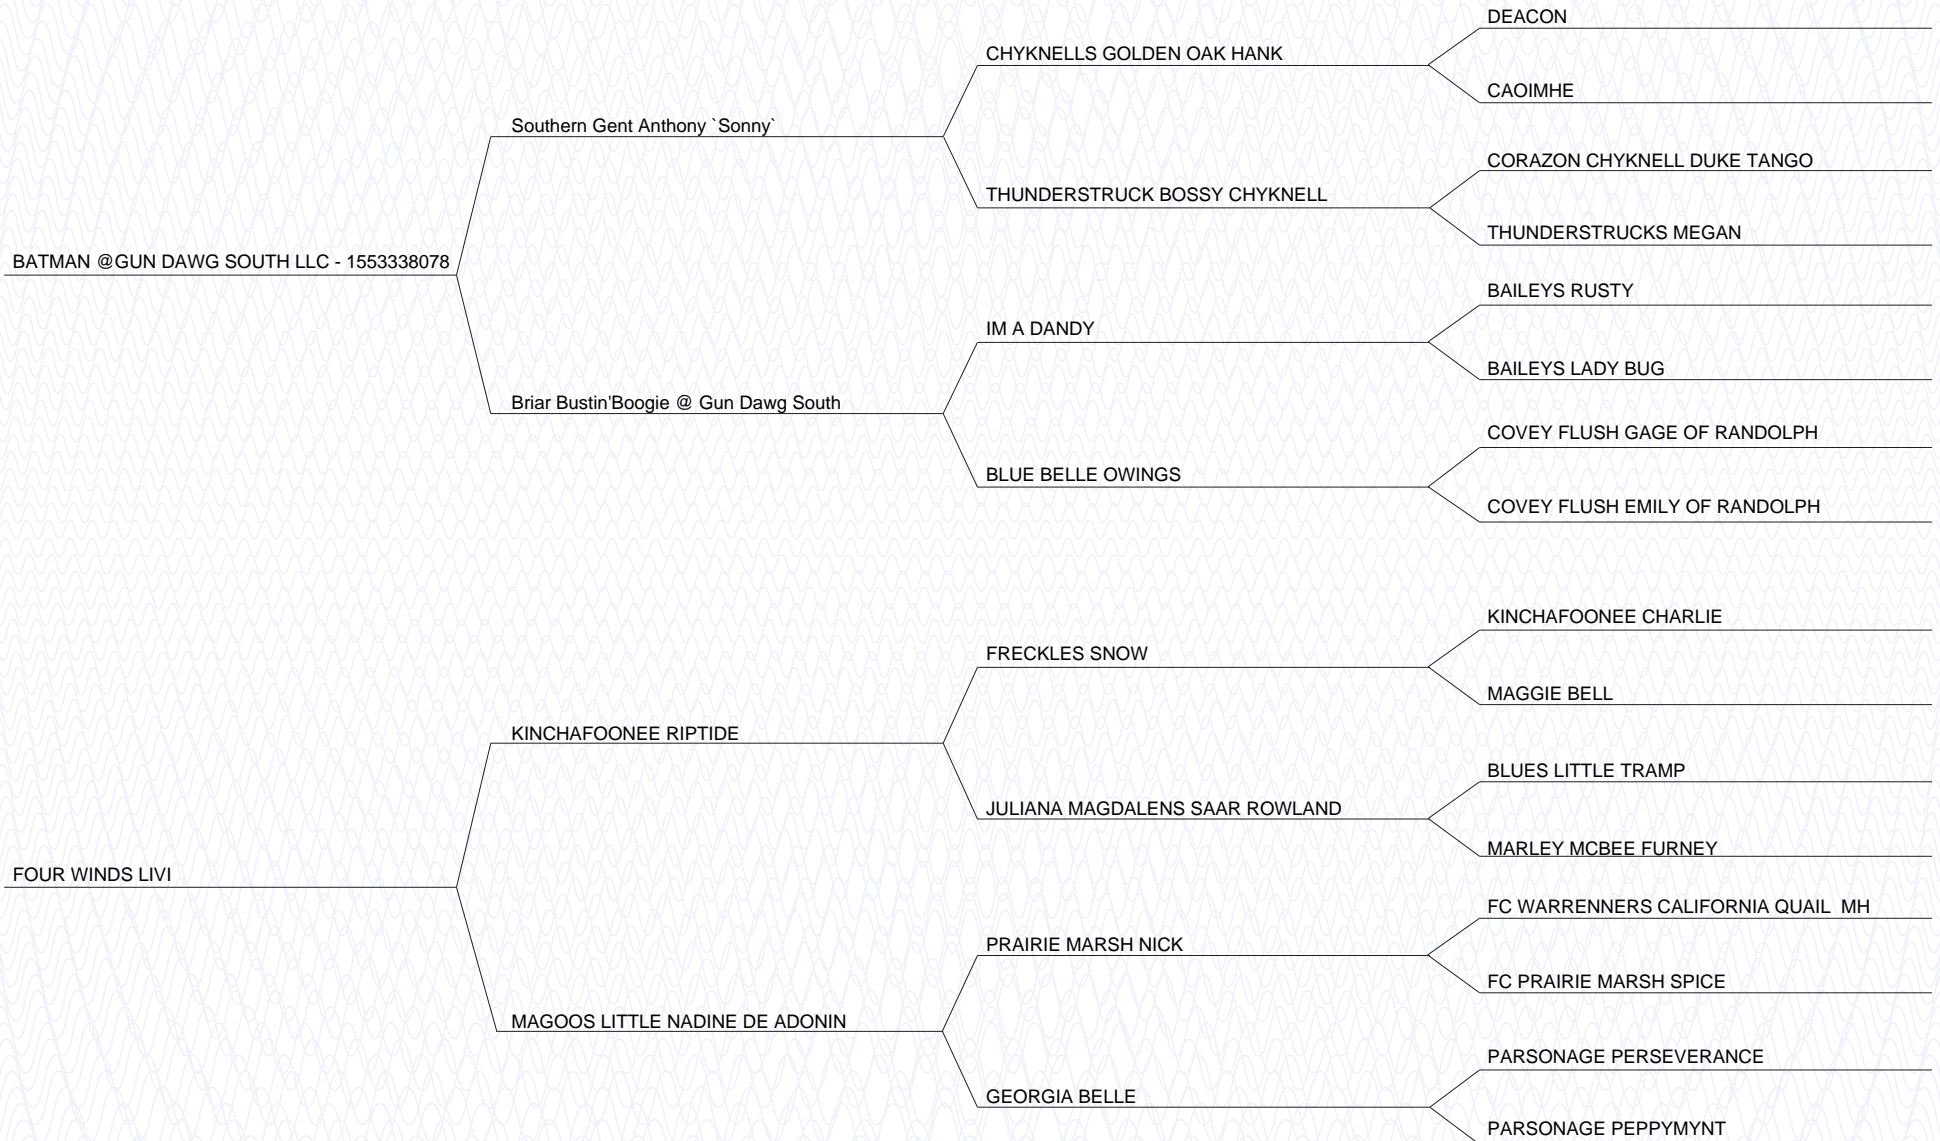 DEACON
CHYKNELLS GOLDEN OAK HANK
CAOIMHE
Southern Gent Anthony `Sonny`
CORAZON CHYKNELL DUKE TANGO
THUNDERSTRUCK BOSSY CHYKNELL
THUNDERSTRUCKS MEGAN
BATMAN @GUN DAWG SOUTH LLC - 1553338078
BAILEYS RUSTY
IM A DANDY
BAILEYS LADY BUG
Briar Bustin'Boogie @ Gun Dawg South
COVEY FLUSH GAGE OF RANDOLPH
BLUE BELLE OWINGS
COVEY FLUSH EMILY OF RANDOLPH
KINCHAFOONEE CHARLIE
FRECKLES SNOW
MAGGIE BELL
KINCHAFOONEE RIPTIDE
BLUES LITTLE TRAMP
JULIANA MAGDALENS SAAR ROWLAND
MARLEY MCBEE FURNEY
FOUR WINDS LIVI
FC WARRENNERS CALIFORNIA QUAIL  MH
PRAIRIE MARSH NICK
FC PRAIRIE MARSH SPICE
MAGOOS LITTLE NADINE DE ADONIN
PARSONAGE PERSEVERANCE
GEORGIA BELLE
PARSONAGE PEPPYMYNT